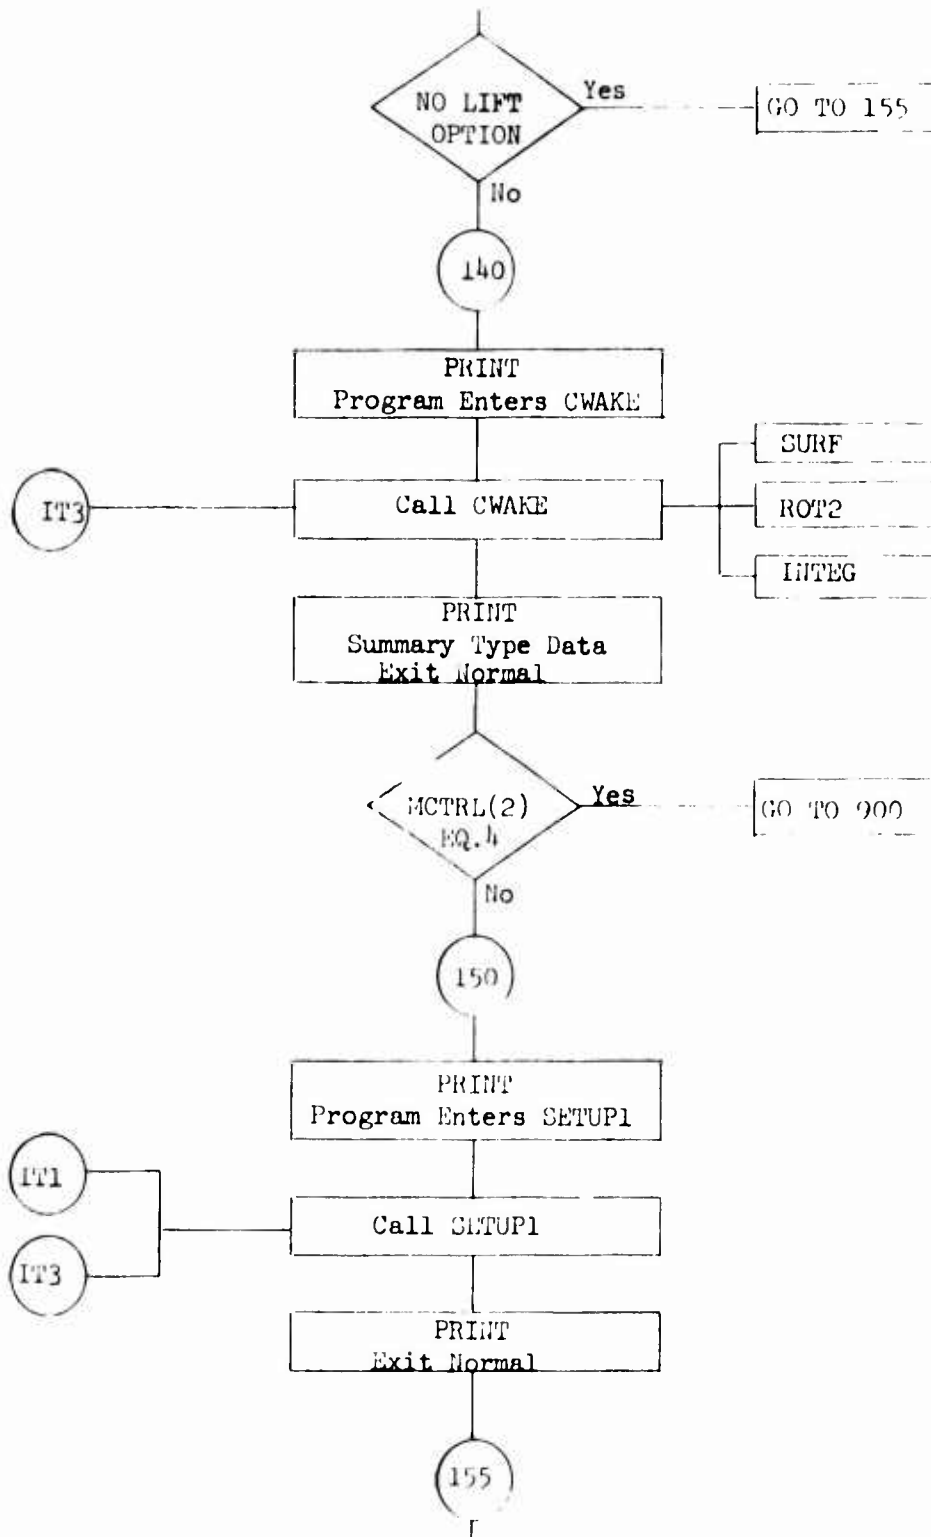 NO LIFT
OPTION
Yes
GO TO 155
No
140
PRINT
Program Enters CWAKE
SURF
IT3
Call CWAKE
ROT2
INTEG
PRINT
Summary Type Data
Exit Normal
MCTRL(2)
EQ.4
Yes
GO TO 900
No
150
PRINT
Program Enters SETUP1
IT1
Call SETUP1
IT3
PRINT
Exit Normal
155